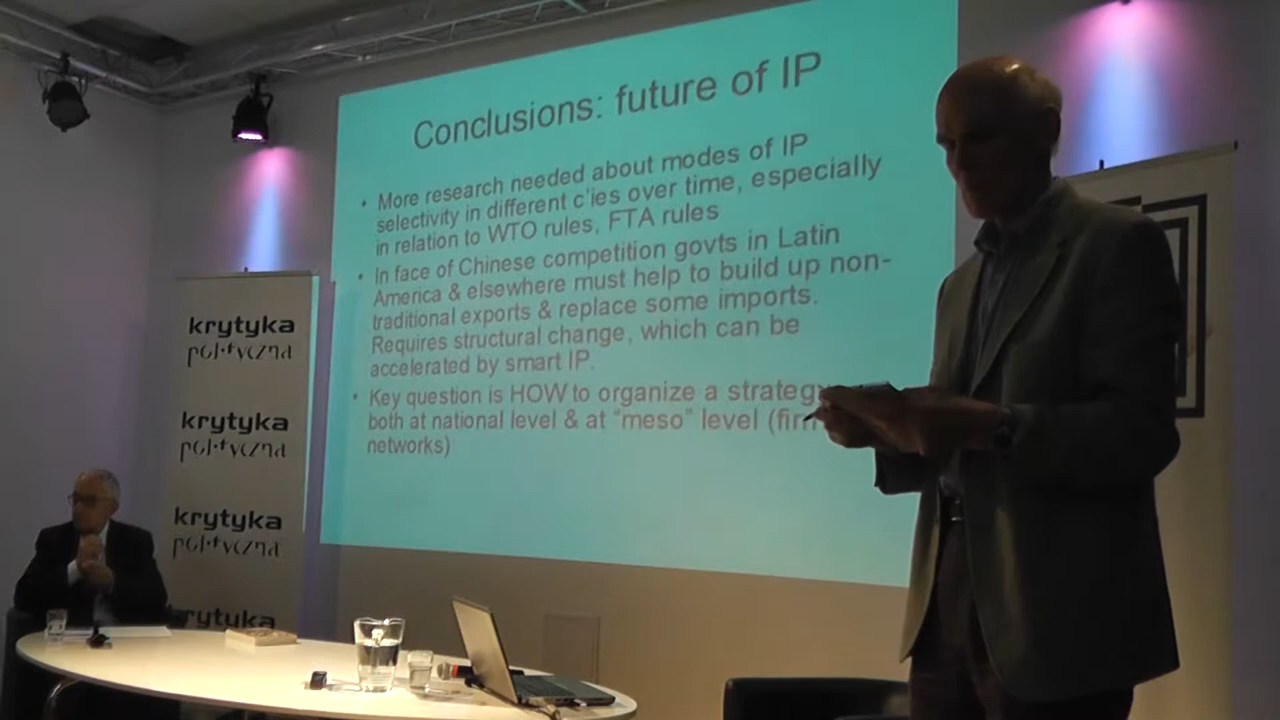 Conclusions: future of IP
• More research needed about modes of IP
selectivity in different c'ies over time, especially
in relation to WTO rules, FTA rules
• In face of Chinese competition govts in Latin
America & elsewhere must help to build up non-
traditional exports & replace some imports.
Requires structural change, which can be
accelerated by smart IP.
• Key question is HOW to organize a strategy
both at national level & at "meso" level (firm
networks)
krytyka
polityczna
krytyka
polityczna
krytyka
polityczna
krytyka